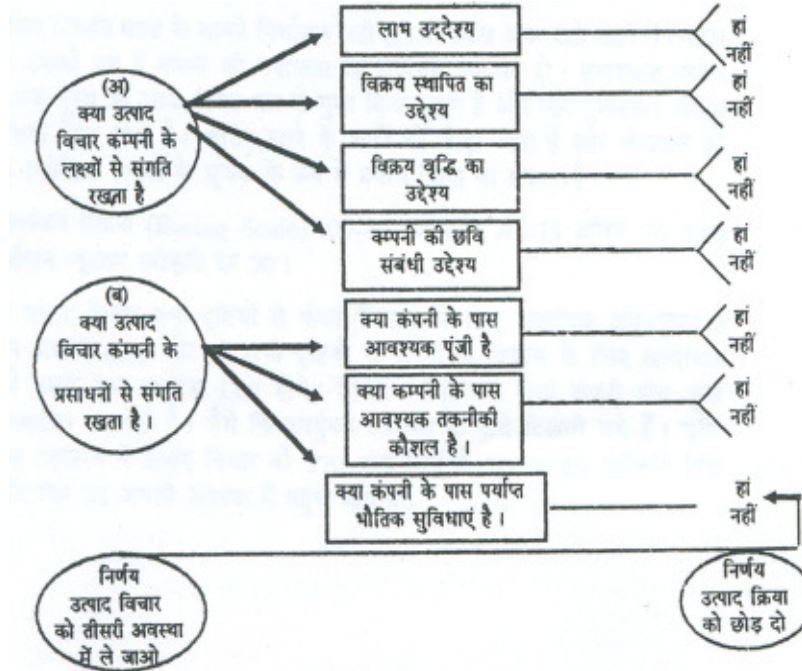 लाभ उद्देश्य
हां
नहीं
(अ)
क्या उत्पाद
विचार कम्पनी के
लक्ष्यों से संगति
रखता है
विक्रय स्थापित का
उद्देश्य
हां
नहीं
विक्रय वृद्धि का
उद्देश्य
हां
नहीं
कम्पनी की छवि
संबंधी उद्देश्य
हां
नहीं
(ब)
क्या उत्पाद
विचार कम्पनी के
प्रसाधनों से संगति
रखता है।
क्या कंपनी के पास
आवश्यक पूंजी है
हां
नहीं
क्या कम्पनी के पास
आवश्यक तकनीकी
कौशल है।
हां
नहीं
क्या कंपनी के पास पर्याप्त
भौतिक सुविधाएं है।
हां
नहीं
निर्णय
उत्पाद विचार
को तीसरी अवस्था
में ले जाओ
निर्णय
उत्पाद क्रिया
को छोड़ दो